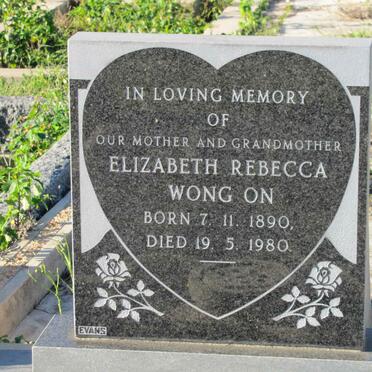 IN LOVING MEMORY
OF
OUR MOTHER AND GRANDMOTHER
ELIZABETH REBECCA
WONG ON
BORN 7. 11. 1890,
DIED 19. 5. 1980.
EVANS